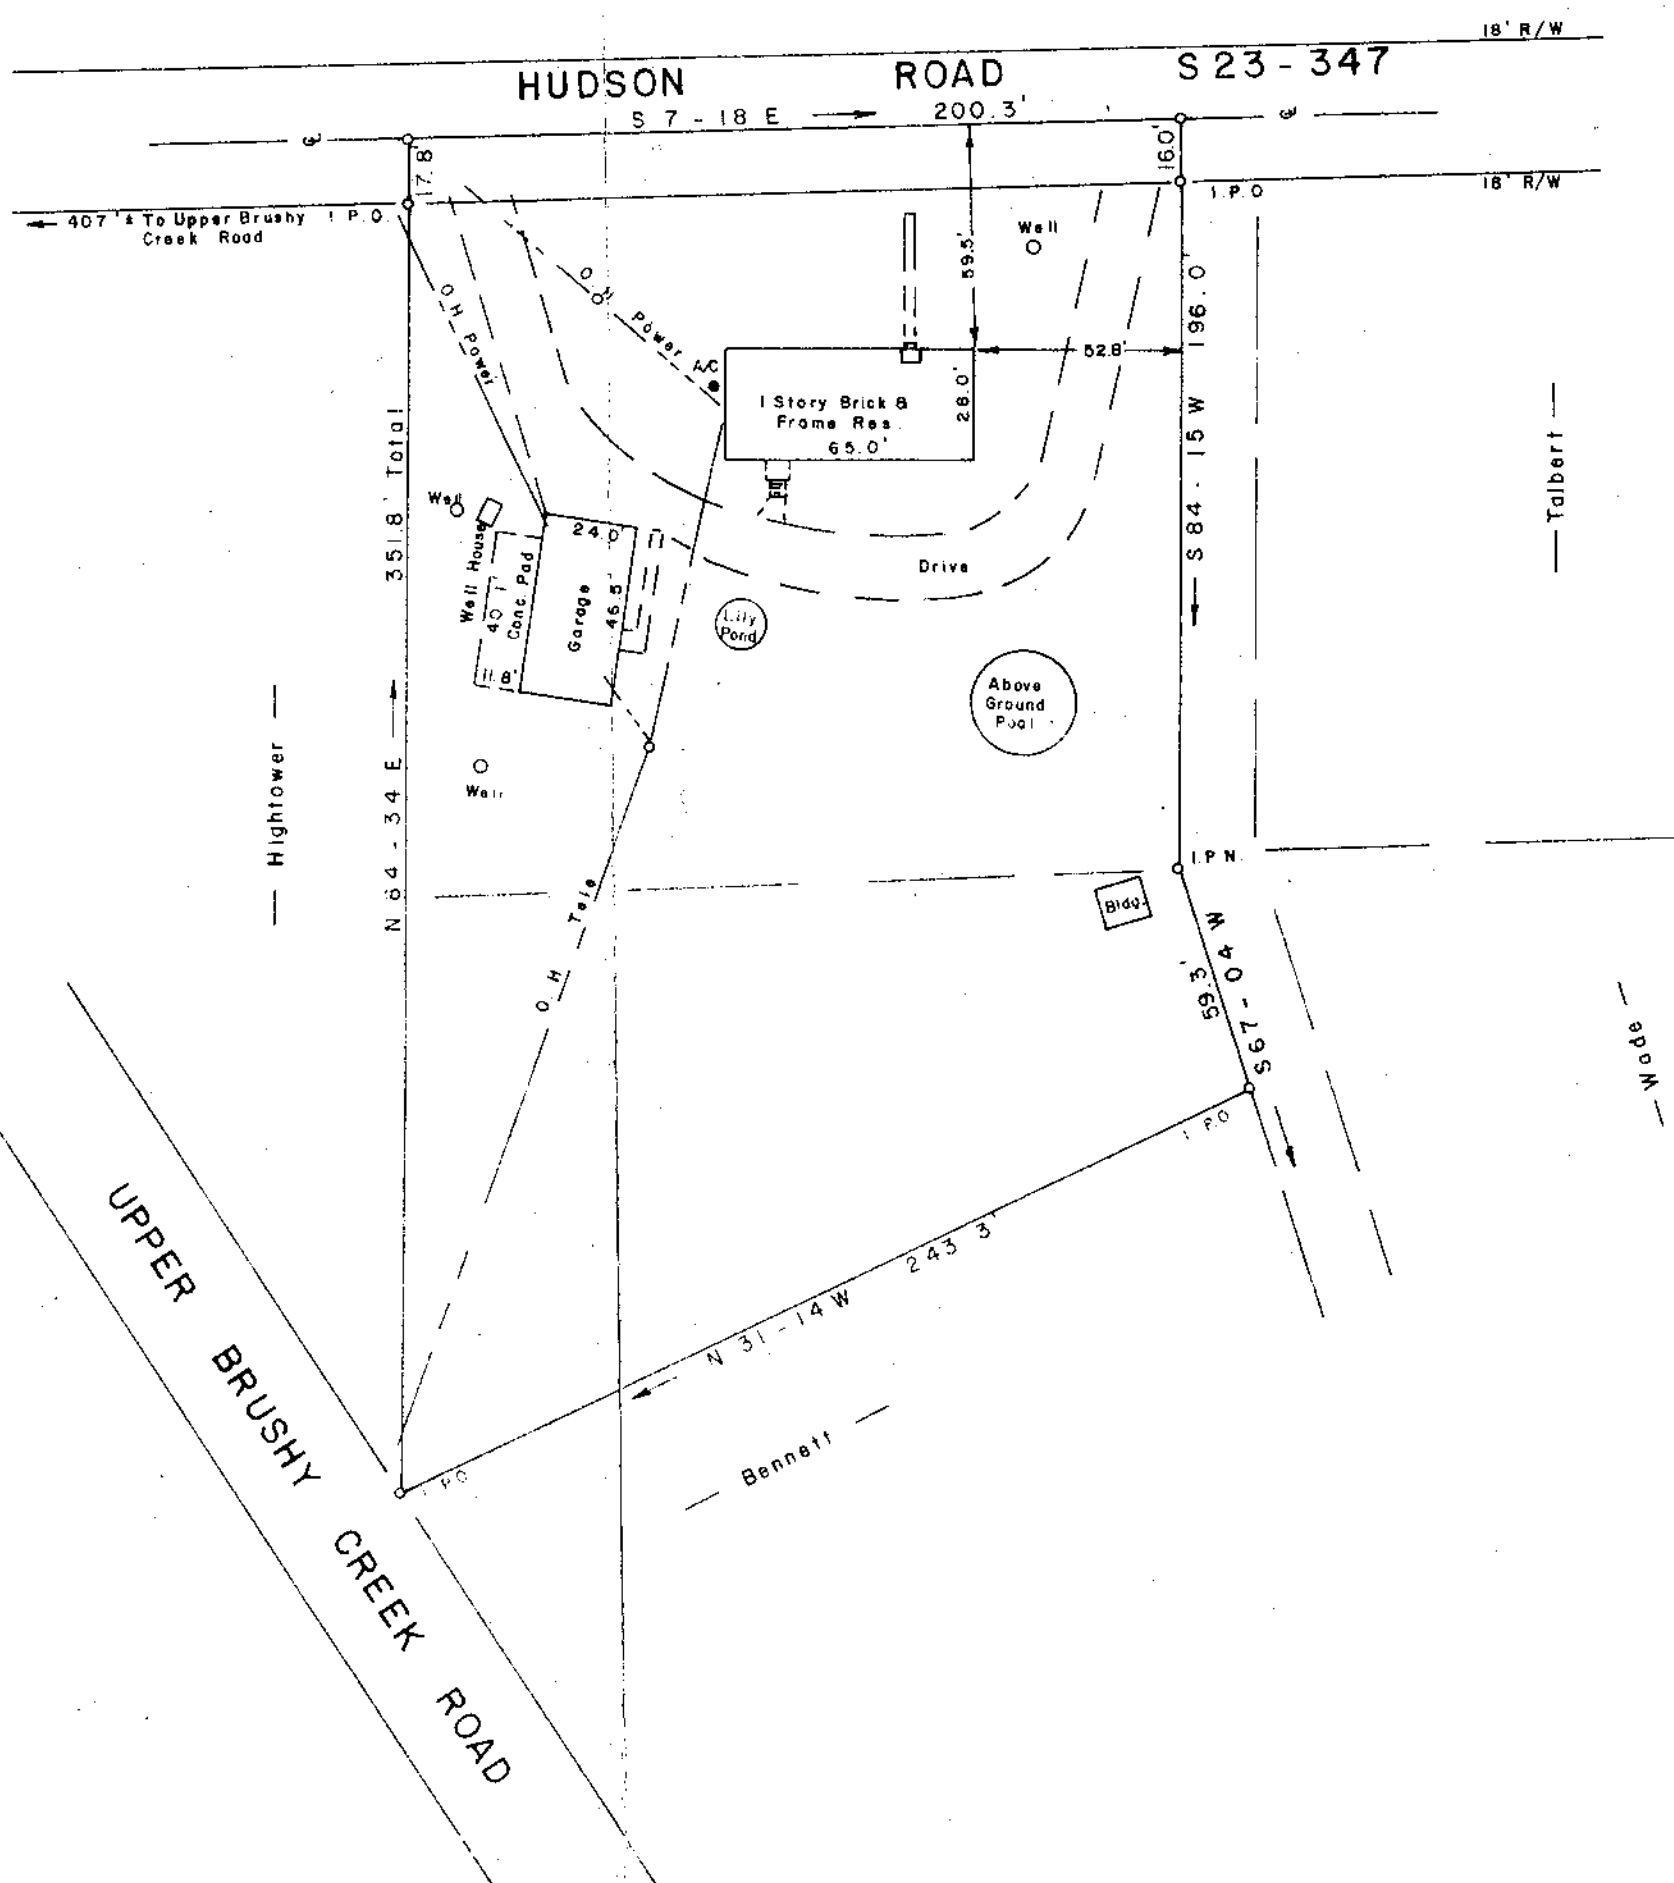 18' R/W
HUDSON ROAD S 23 - 347
S 7 - 18 E 200.3'
℄
℄
17.8
16.0'
18' R/W
I.P.O
407'± To Upper Brushy
Creek Road
I P.O.
Well
O.H. Power
O.H. Power
59.5'
196.0'
A/C
52.8'
1 Story Brick &
Frame Res.
65.0'
28.0'
S 84 - 15 W
Talbert
351.8' Total
Well
Well House
24.0'
40.1'
Conc. Pad
Garage
46.5'
11.8'
Drive
Lily
Pond
Above
Ground
Pool
Hightower
N 84 - 34 E
Well
I.P.N.
Bldg.
O. H. Tele
S 67 - 04 W
59.3'
Wade
I P.O
N 31 - 14 W 243.3'
Bennett
I P.O
UPPER BRUSHY CREEK ROAD